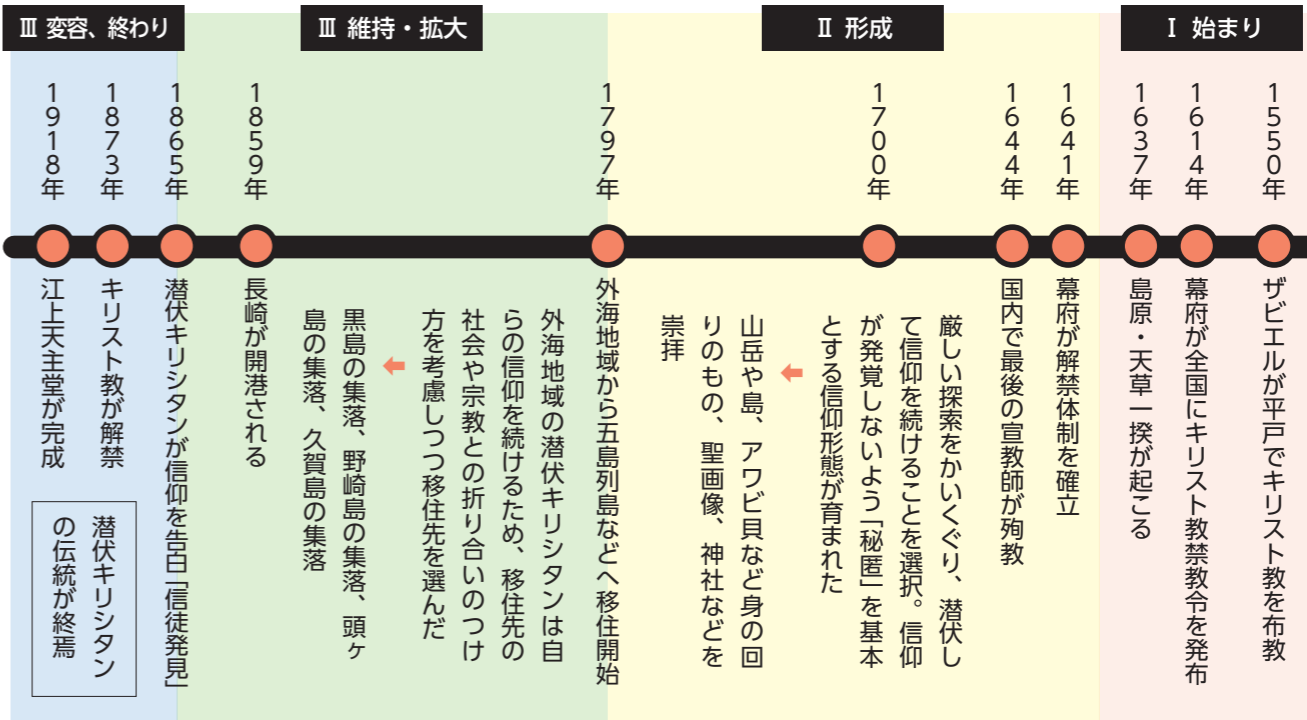 Ⅰ 始まり
1550年
ザビエルが平戸でキリスト教を布教
1614年
幕府が全国にキリスト教禁教令を発布
1637年
島原・天草一揆が起こる
Ⅱ 形成
1641年
幕府が解禁体制を確立
1644年
国内で最後の宣教師が殉教
1700年
厳しい探索をかいくぐり、潜伏し
て信仰を続けることを選択。信仰
が発覚しないよう「秘匿」を基本
とする信仰形態が育まれた
山岳や島、アワビ貝など身の回
りのもの、聖画像、神社などを
崇拝
1797年
外海地域から五島列島などへ移住開始
Ⅲ 維持・拡大
外海地域の潜伏キリシタンは自
らの信仰を続けるため、移住先の
社会や宗教との折り合いのつけ
方を考慮しつつ移住先を選んだ
黒島の集落、野崎島の集落、頭ヶ
島の集落、久賀島の集落
1859年
長崎が開港される
1865年
潜伏キリシタンが信仰を告白「信徒発見」
Ⅲ 変容、終わり
1873年
キリスト教が解禁
1918年
江上天主堂が完成
潜伏キリシタン
の伝統が終焉